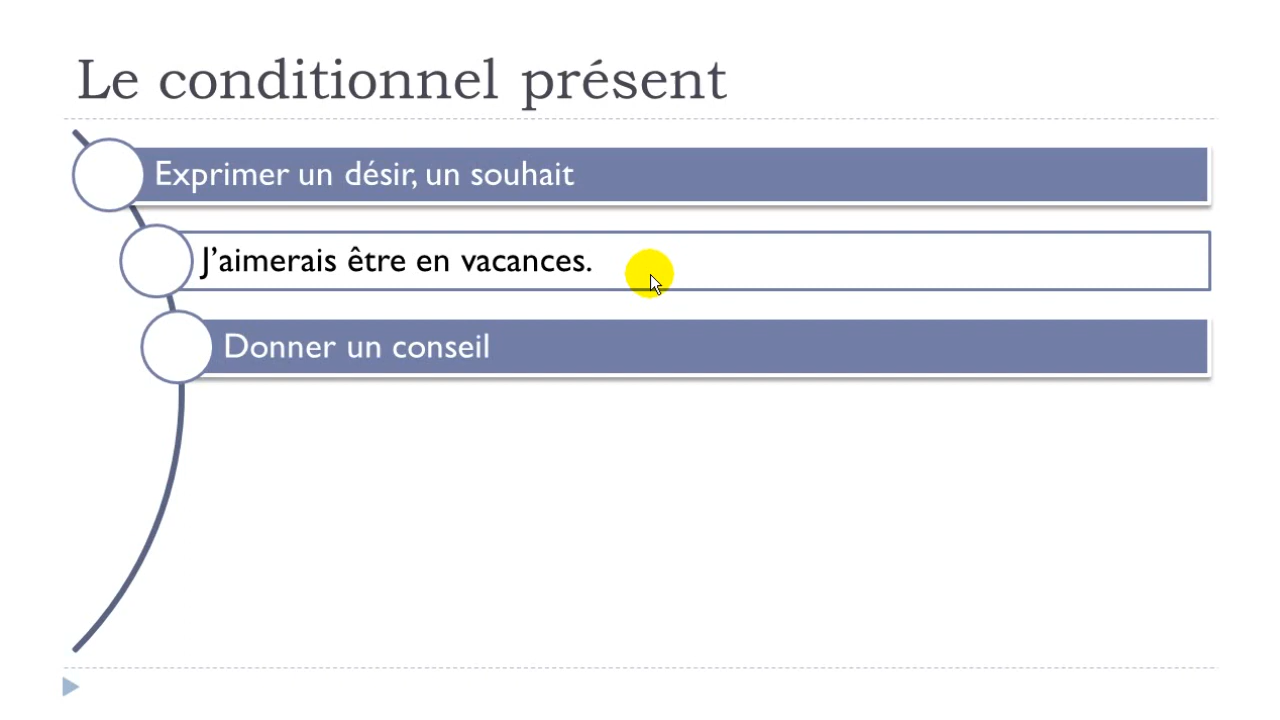 Le conditionnel présent
Exprimer un désir, un souhait
J’aimerais être en vacances.
Donner un conseil